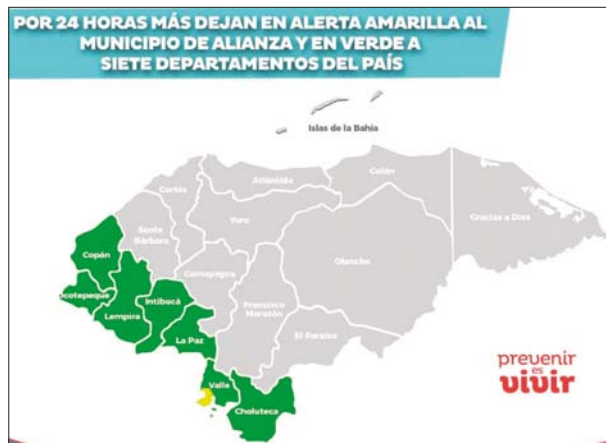 POR 24 HORAS MÁS DEJAN EN ALERTA AMARILLA AL
MUNICIPIO DE ALIANZA Y EN VERDE A
SIETE DEPARTAMENTOS DEL PAÍS
Islas de la Bahía
Colón
Atlántida
Cortés
Gracias a Dios
Yoro
Santa
Bárbara
Copán
Olancho
Comayagua
Ocotepeque
Intibucá
Francisco
Morazán
Lempira
El Paraíso
La Paz
Valle
Choluteca
prevenir
es
vivir